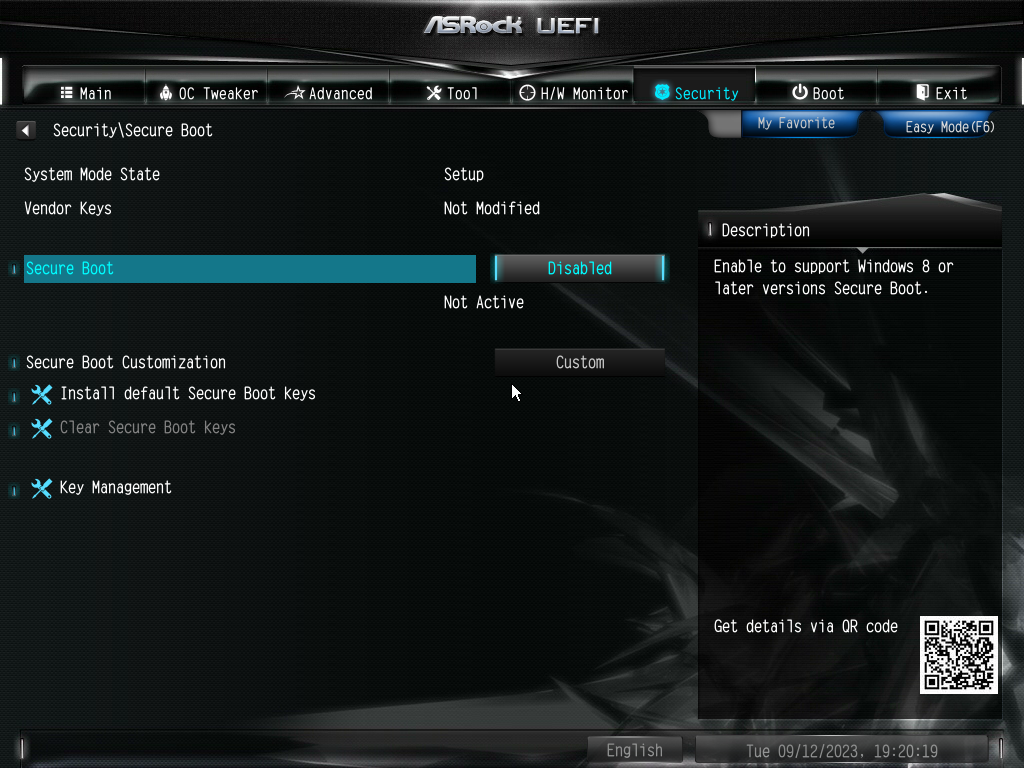 ASRock UEFI
Main OC Tweaker Advanced Tool H/W Monitor Security Boot Exit
Security\Secure Boot
My Favorite Easy Mode(F6)
System Mode State Setup
Vendor Keys Not Modified
Description
Secure Boot Disabled
Enable to support Windows 8 or
later versions Secure Boot.
Not Active
Secure Boot Customization Custom
Install default Secure Boot keys
Clear Secure Boot keys
Key Management
Get details via QR code
English Tue 09/12/2023. 19:20:19